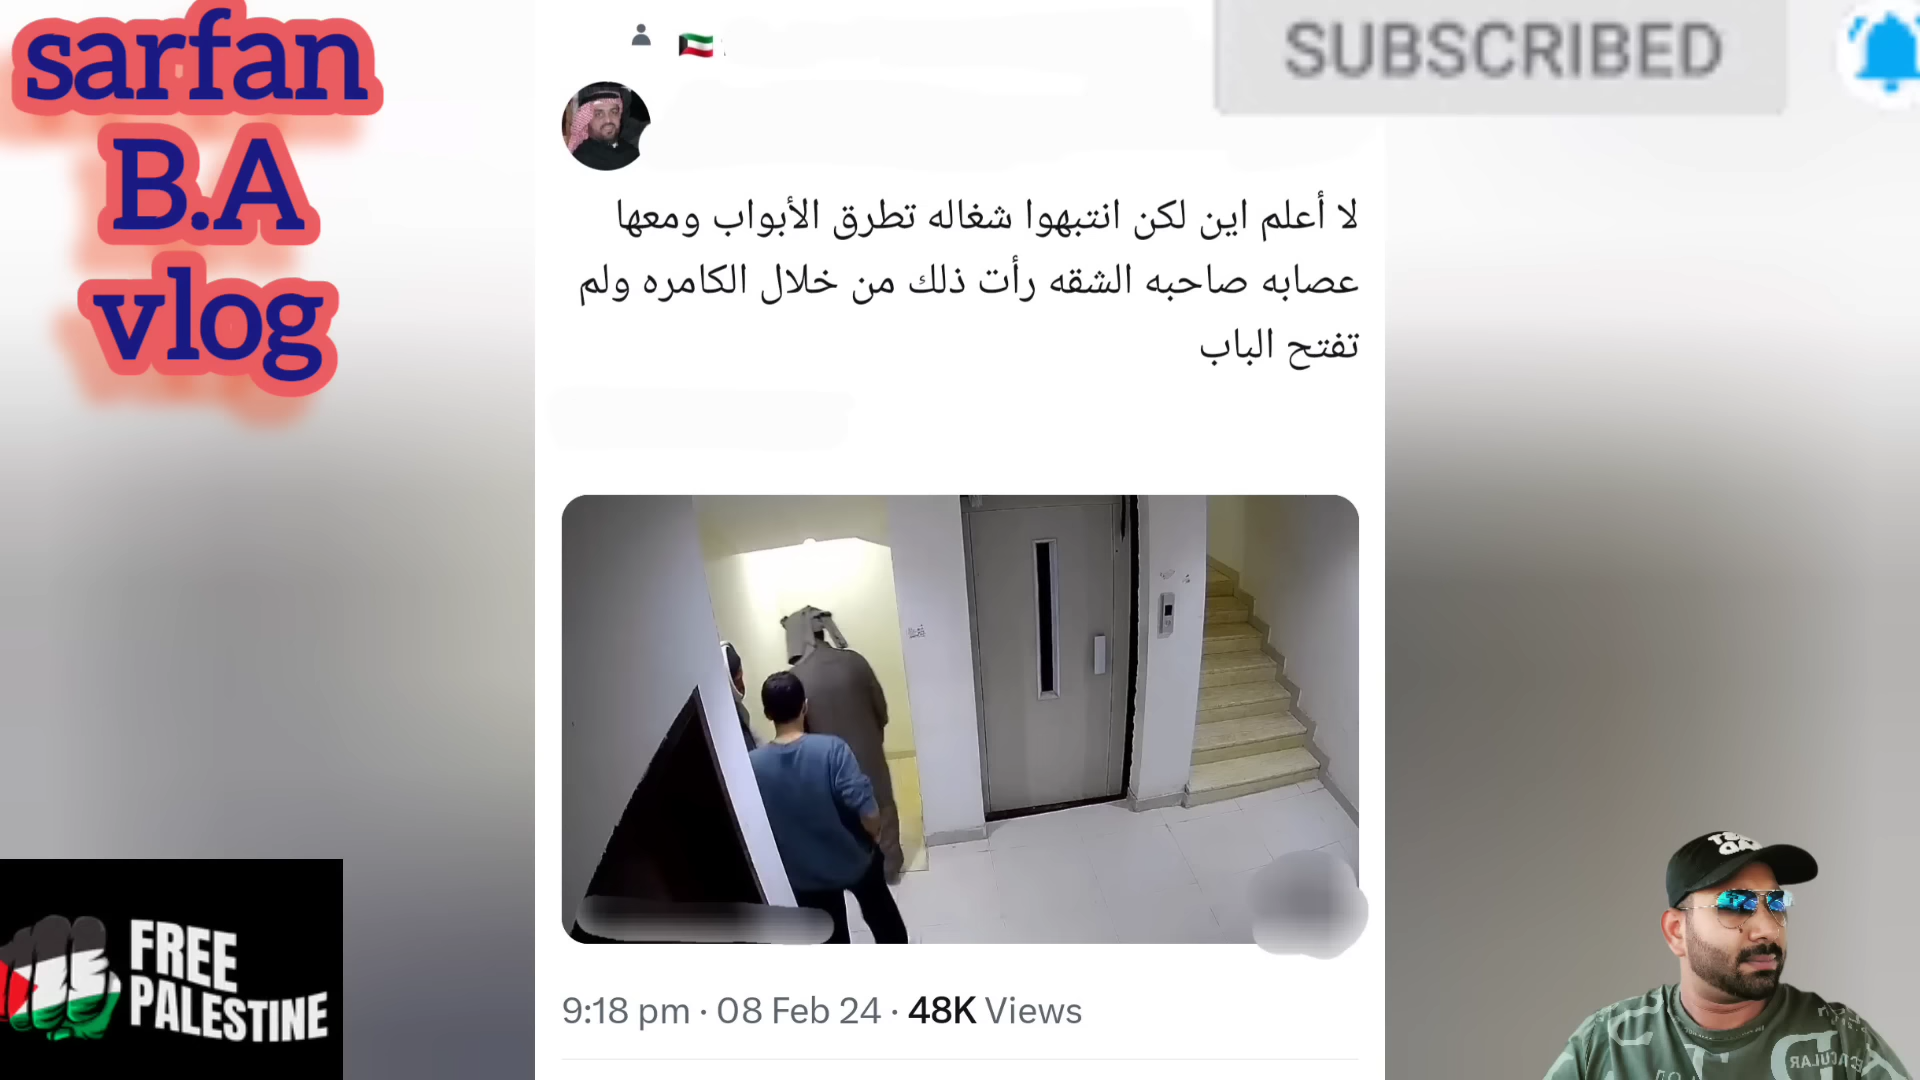 sarfan
B.A
vlog
SUBSCRIBED
لا أعلم اين لكن انتبهوا شغاله تطرق الأبواب ومعها
عصابه صاحبه الشقه رأت ذلك من خلال الكامره ولم
تفتح الباب
9:18 pm · 08 Feb 24 · 48K Views
FREE
PALESTINE